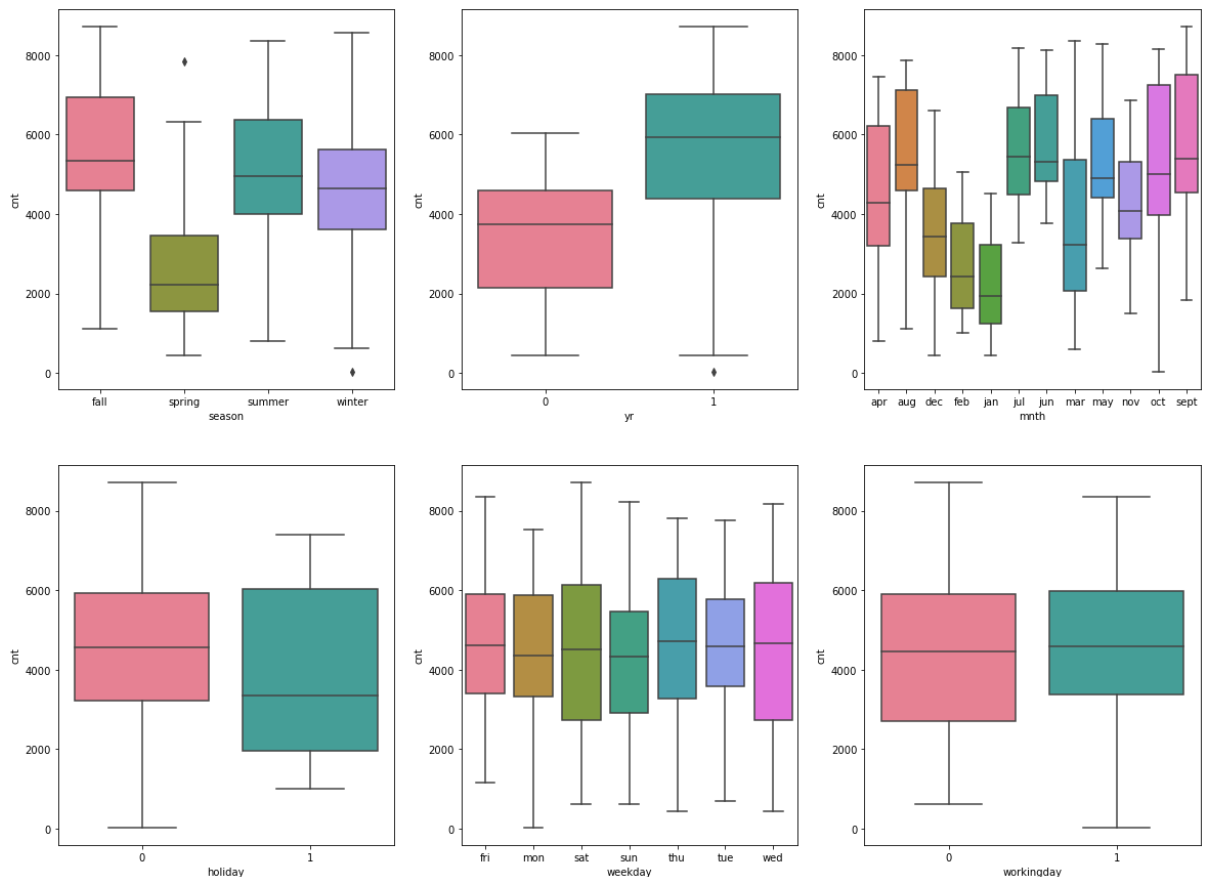 8000
6000
4000
2000
0
cnt
fall spring summer winter
season
8000
6000
4000
2000
0
cnt
0 1
yr
8000
6000
4000
2000
0
cnt
apr aug dec feb jan jul jun mar may nov oct sept
mnth
8000
6000
4000
2000
0
cnt
0 1
holiday
8000
6000
4000
2000
0
cnt
fri mon sat sun thu tue wed
weekday
8000
6000
4000
2000
0
cnt
0 1
workingday